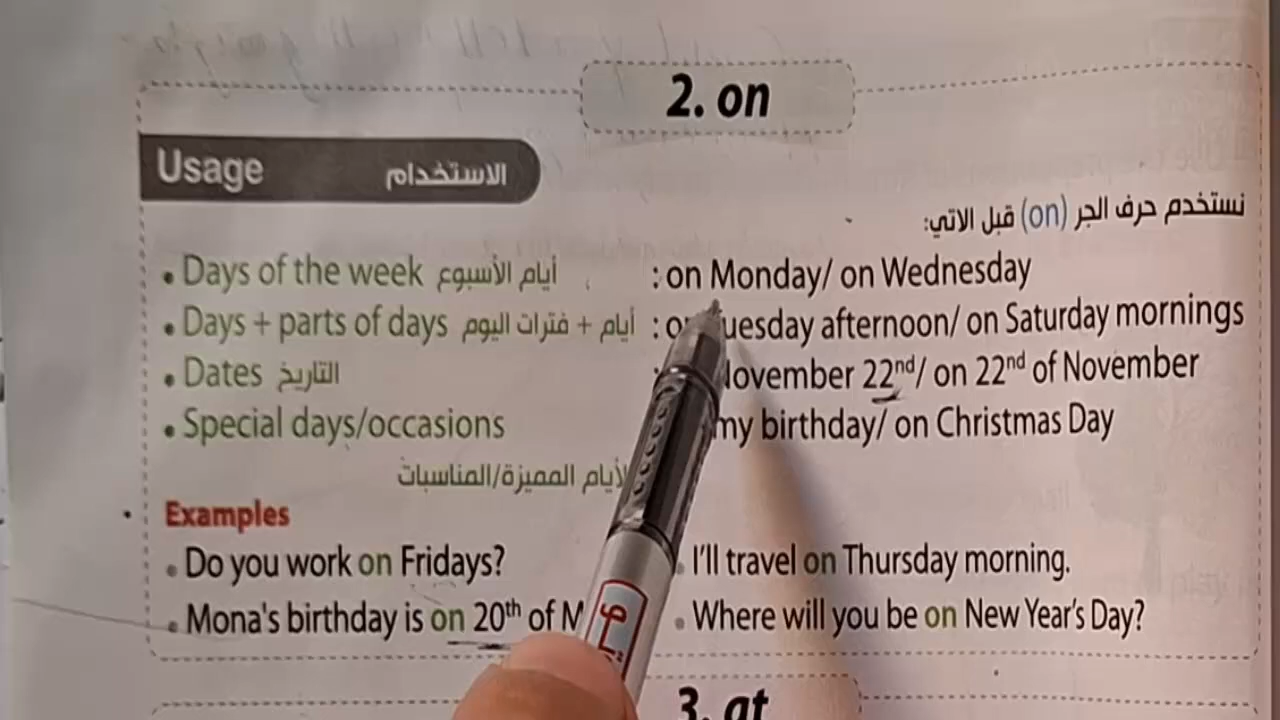 2. on
Usage الاستخدام
نستخدم حرف الجر (on) قبل الاتي:
• Days of the week أيام الأسبوع : on Monday/ on Wednesday
• Days + parts of days أيام + فترات اليوم : on Tuesday afternoon/ on Saturday mornings
• Dates التاريخ November 22nd/ on 22nd of November
• Special days/occasions my birthday/ on Christmas Day
الأيام المميزة/المناسبات
Examples
• Do you work on Fridays? • I'll travel on Thursday morning.
• Mona's birthday is on 20th of • Where will you be on New Year's Day?
3. at